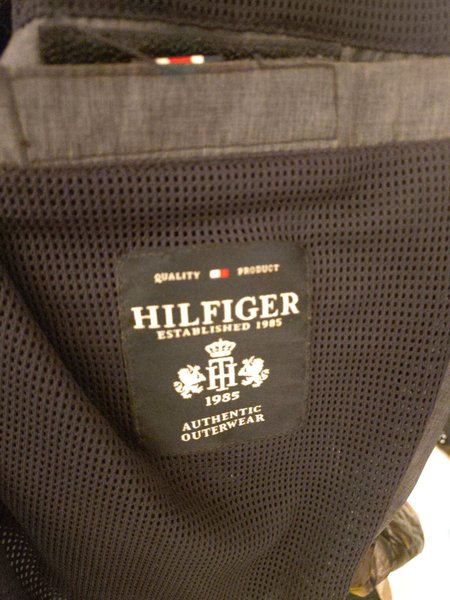 QUALITY PRODUCT
HILFIGER
ESTABLISHED 1985
TH
1985
AUTHENTIC
OUTERWEAR